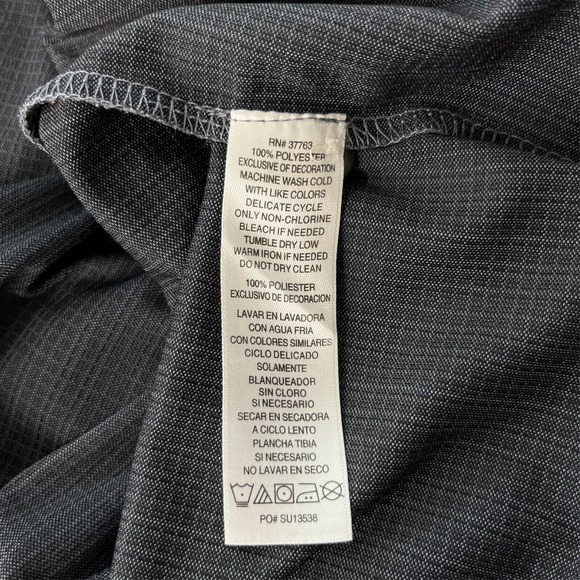 RN# 37763
100% POLYESTER
EXCLUSIVE OF DECORATION
MACHINE WASH COLD
WITH LIKE COLORS
DELICATE CYCLE
ONLY NON-CHLORINE
BLEACH IF NEEDED
TUMBLE DRY LOW
WARM IRON IF NEEDED
DO NOT DRY CLEAN
100% POLIESTER
EXCLUSIVO DE DECORACION
LAVAR EN LAVADORA
CON AGUA FRIA
CON COLORES SIMILARES
CICLO DELICADO
SOLAMENTE
BLANQUEADOR
SIN CLORO
SI NECESARIO
SECAR EN SECADORA
A CICLO LENTO
PLANCHA TIBIA
SI NECESARIO
NO LAVAR EN SECO
PO# SU13538